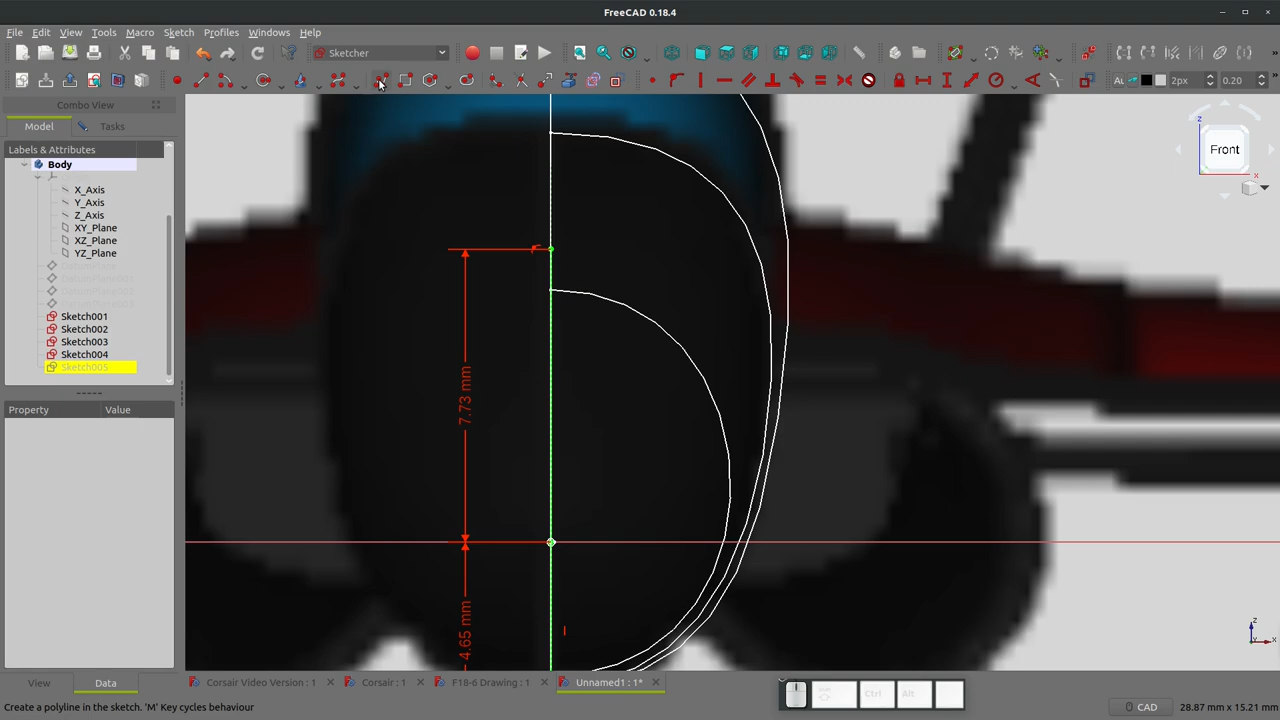 FreeCAD 0.18.4
File Edit View Tools Macro Sketch Profiles Windows Help
Sketcher
2px 0.20
Combo View
Model Tasks
Labels & Attributes
Body
X_Axis
Y_Axis
Z_Axis
XY_Plane
XZ_Plane
YZ_Plane
Sketch001
Sketch002
Sketch003
Sketch004
Sketch005
Property Value
View Data
7.73 mm
4.65 mm
Front
z
x
z
x
Corsair Video Version : 1
Corsair : 1
F18-6 Drawing : 1
Unnamed1 : 1*
Ctrl Alt
Create a polyline in the sketch. 'M' Key cycles behaviour
CAD 28.87 mm x 15.21 mm